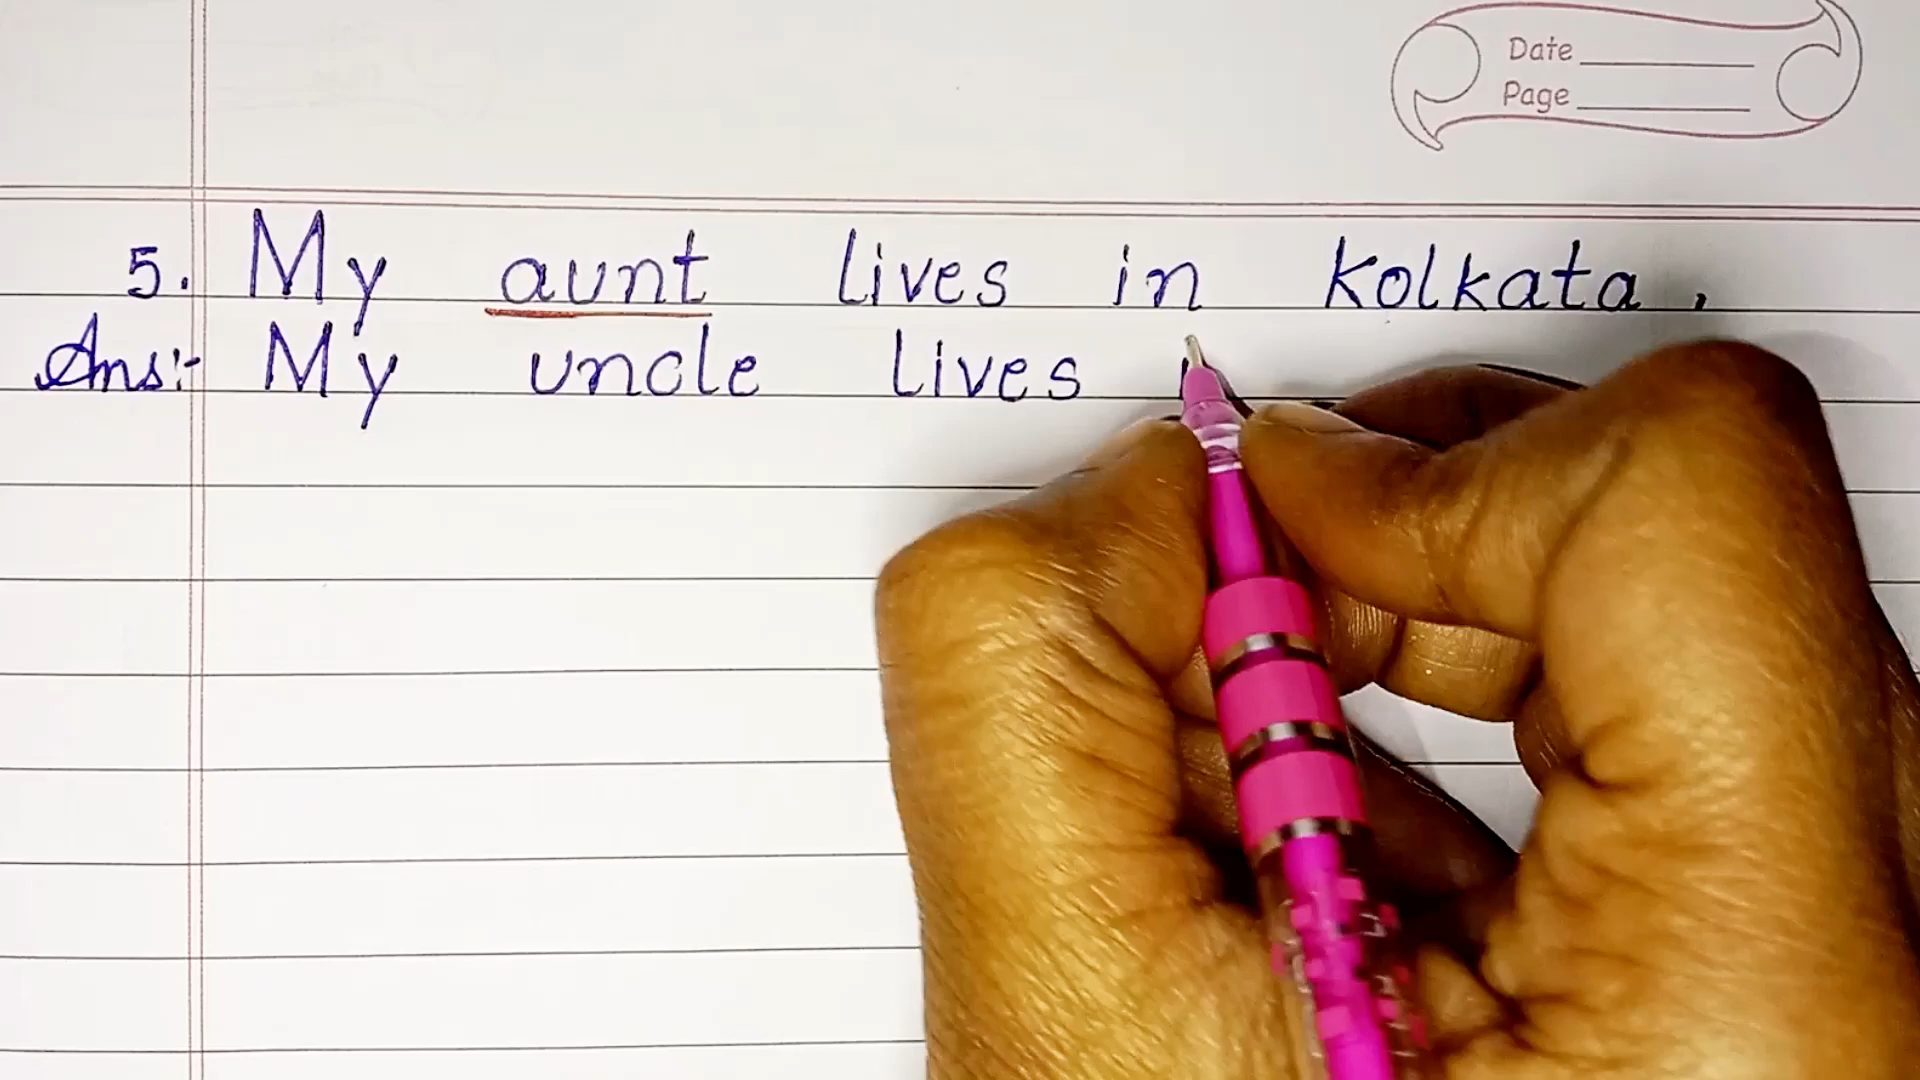 Date
Page
5. My aunt lives in Kolkata.
Ans:- My uncle lives